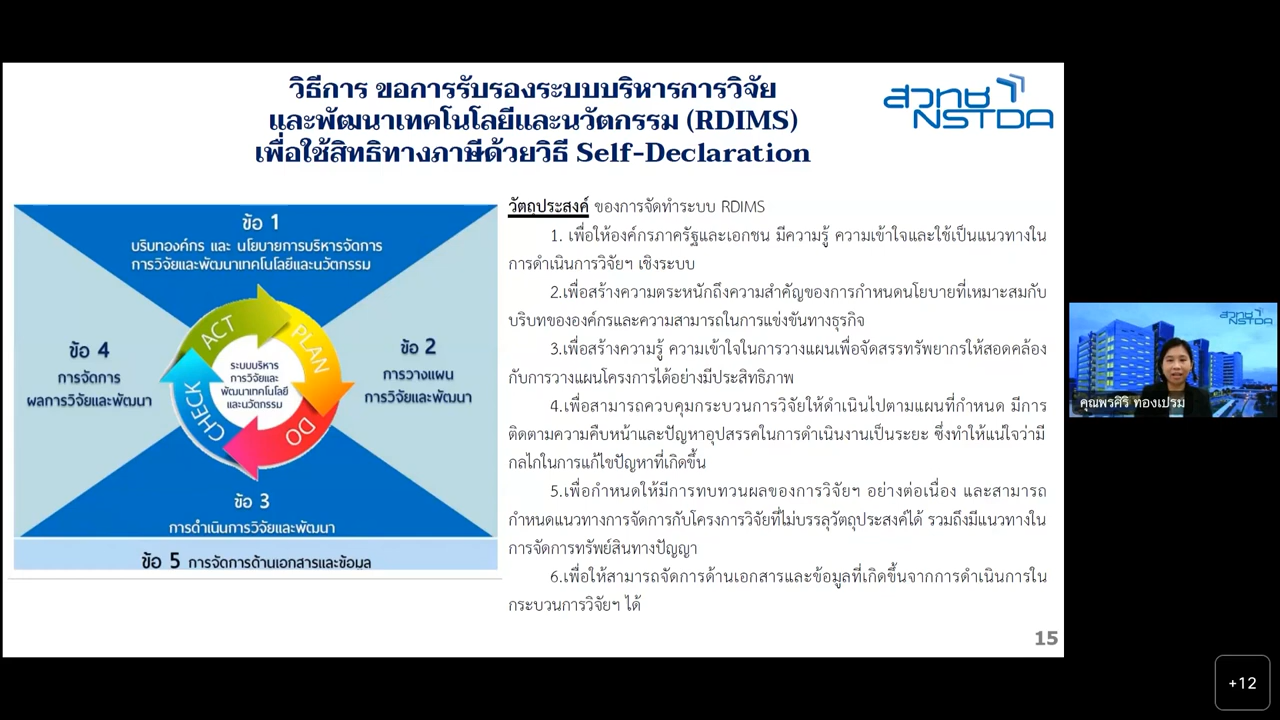 วิธีการ ขอการรับรองระบบบริหารการวิจัย
และพัฒนาเทคโนโลยีและนวัตกรรม (RDIMS)
เพื่อใช้สิทธิทางภาษีด้วยวิธี Self-Declaration
สวทช
NSTDA
ข้อ 1
บริบทองค์กร และ นโยบายการบริหารจัดการ
การวิจัยและพัฒนาเทคโนโลยีและนวัตกรรม
ACT
PLAN
DO
CHECK
ระบบบริหาร
การวิจัยและ
พัฒนาเทคโนโลยี
และนวัตกรรม
ข้อ 4
การจัดการ
ผลการวิจัยและพัฒนา
ข้อ 2
การวางแผน
การวิจัยและพัฒนา
ข้อ 3
การดำเนินการวิจัยและพัฒนา
ข้อ 5 การจัดการด้านเอกสารและข้อมูล
วัตถุประสงค์ ของการจัดทำระบบ RDIMS
1. เพื่อให้องค์กรภาครัฐและเอกชน มีความรู้ ความเข้าใจและใช้เป็นแนวทางใน
การดำเนินการวิจัยฯ เชิงระบบ
2.เพื่อสร้างความตระหนักถึงความสำคัญของการกำหนดนโยบายที่เหมาะสมกับ
บริบทขององค์กรและความสามารถในการแข่งขันทางธุรกิจ
3.เพื่อสร้างความรู้ ความเข้าใจในการวางแผนเพื่อจัดสรรทรัพยากรให้สอดคล้อง
กับการวางแผนโครงการได้อย่างมีประสิทธิภาพ
4.เพื่อสามารถควบคุมกระบวนการวิจัยให้ดำเนินไปตามแผนที่กำหนด มีการ
ติดตามความคืบหน้าและปัญหาอุปสรรคในการดำเนินงานเป็นระยะ ซึ่งทำให้แน่ใจว่ามี
กลไกในการแก้ไขปัญหาที่เกิดขึ้น
5.เพื่อกำหนดให้มีการทบทวนผลของการวิจัยฯ อย่างต่อเนื่อง และสามารถ
กำหนดแนวทางการจัดการกับโครงการวิจัยที่ไม่บรรลุวัตถุประสงค์ได้ รวมถึงมีแนวทางใน
การจัดการทรัพย์สินทางปัญญา
6.เพื่อให้สามารถจัดการด้านเอกสารและข้อมูลที่เกิดขึ้นจากการดำเนินการใน
กระบวนการวิจัยฯ ได้
15
สวทช
NSTDA
คุณพรศิริ ทองเปรม
+12